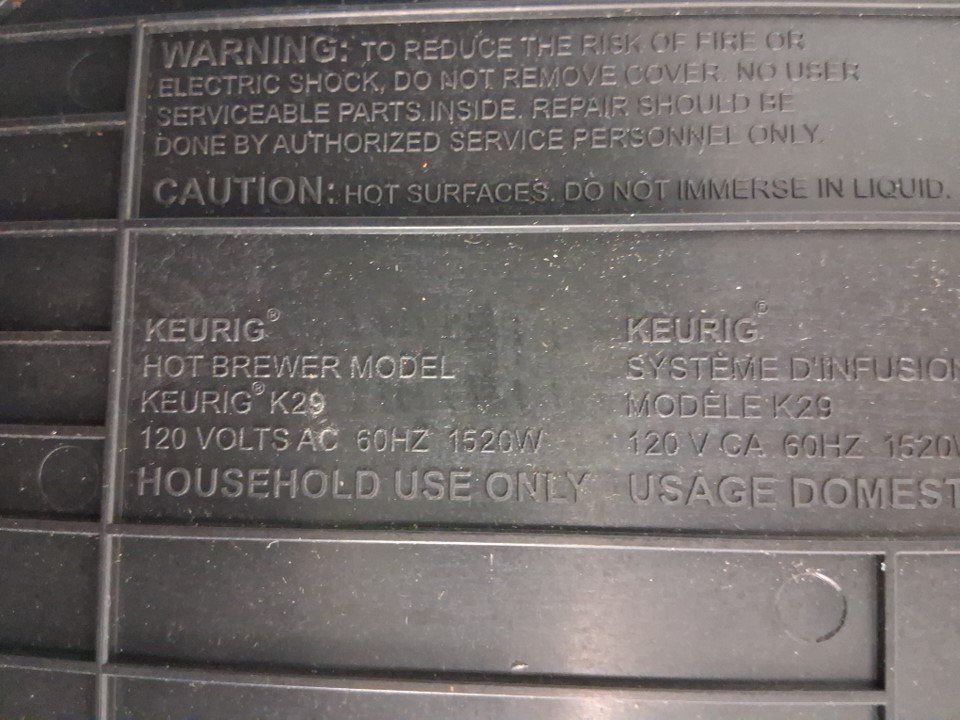 WARNING: TO REDUCE THE RISK OF FIRE OR
ELECTRIC SHOCK, DO NOT REMOVE COVER. NO USER
SERVICEABLE PARTS INSIDE. REPAIR SHOULD BE
DONE BY AUTHORIZED SERVICE PERSONNEL ONLY.
CAUTION: HOT SURFACES. DO NOT IMMERSE IN LIQUID.
KEURIG®
HOT BREWER MODEL
KEURIG® K29
120 VOLTS AC 60HZ 1520W
HOUSEHOLD USE ONLY
KEURIG®
SYSTÈME D'INFUSION
MODÈLE K29
120 V CA 60HZ 1520W
USAGE DOMEST